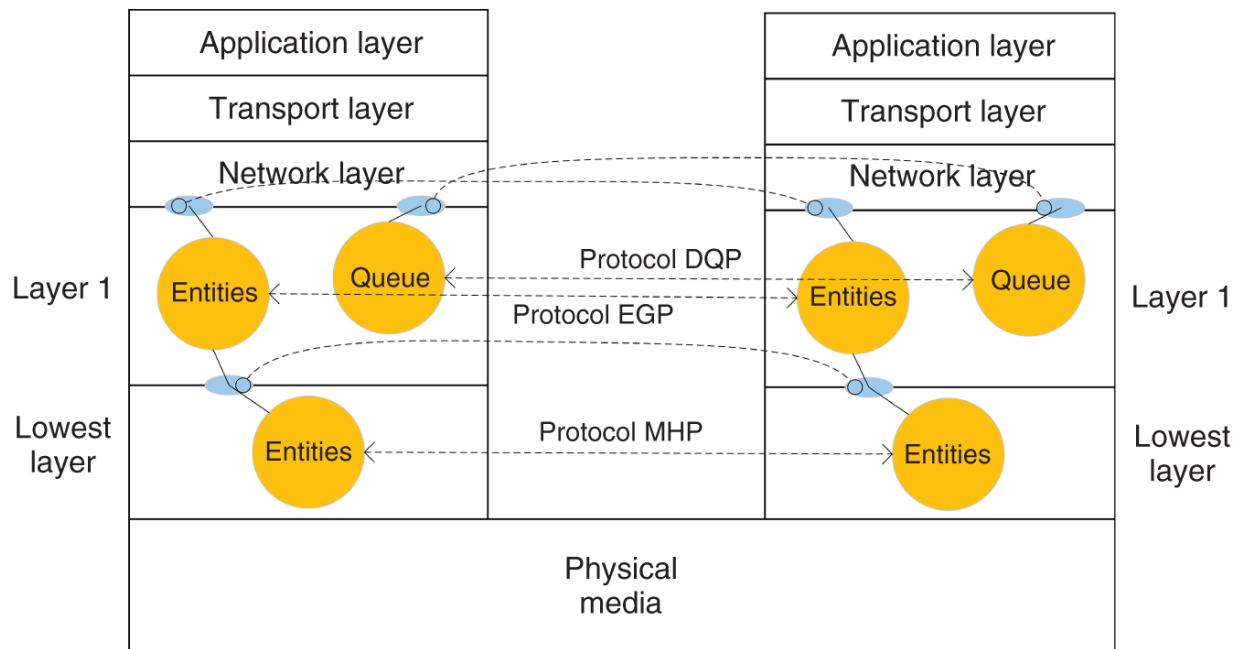 Application layer
Application layer
Transport layer
Transport layer
Network layer
Network layer
Layer 1
Entities
Queue
Protocol DQP
Protocol EGP
Entities
Queue
Layer 1
Lowest
layer
Entities
Protocol MHP
Entities
Lowest
layer
Physical
media